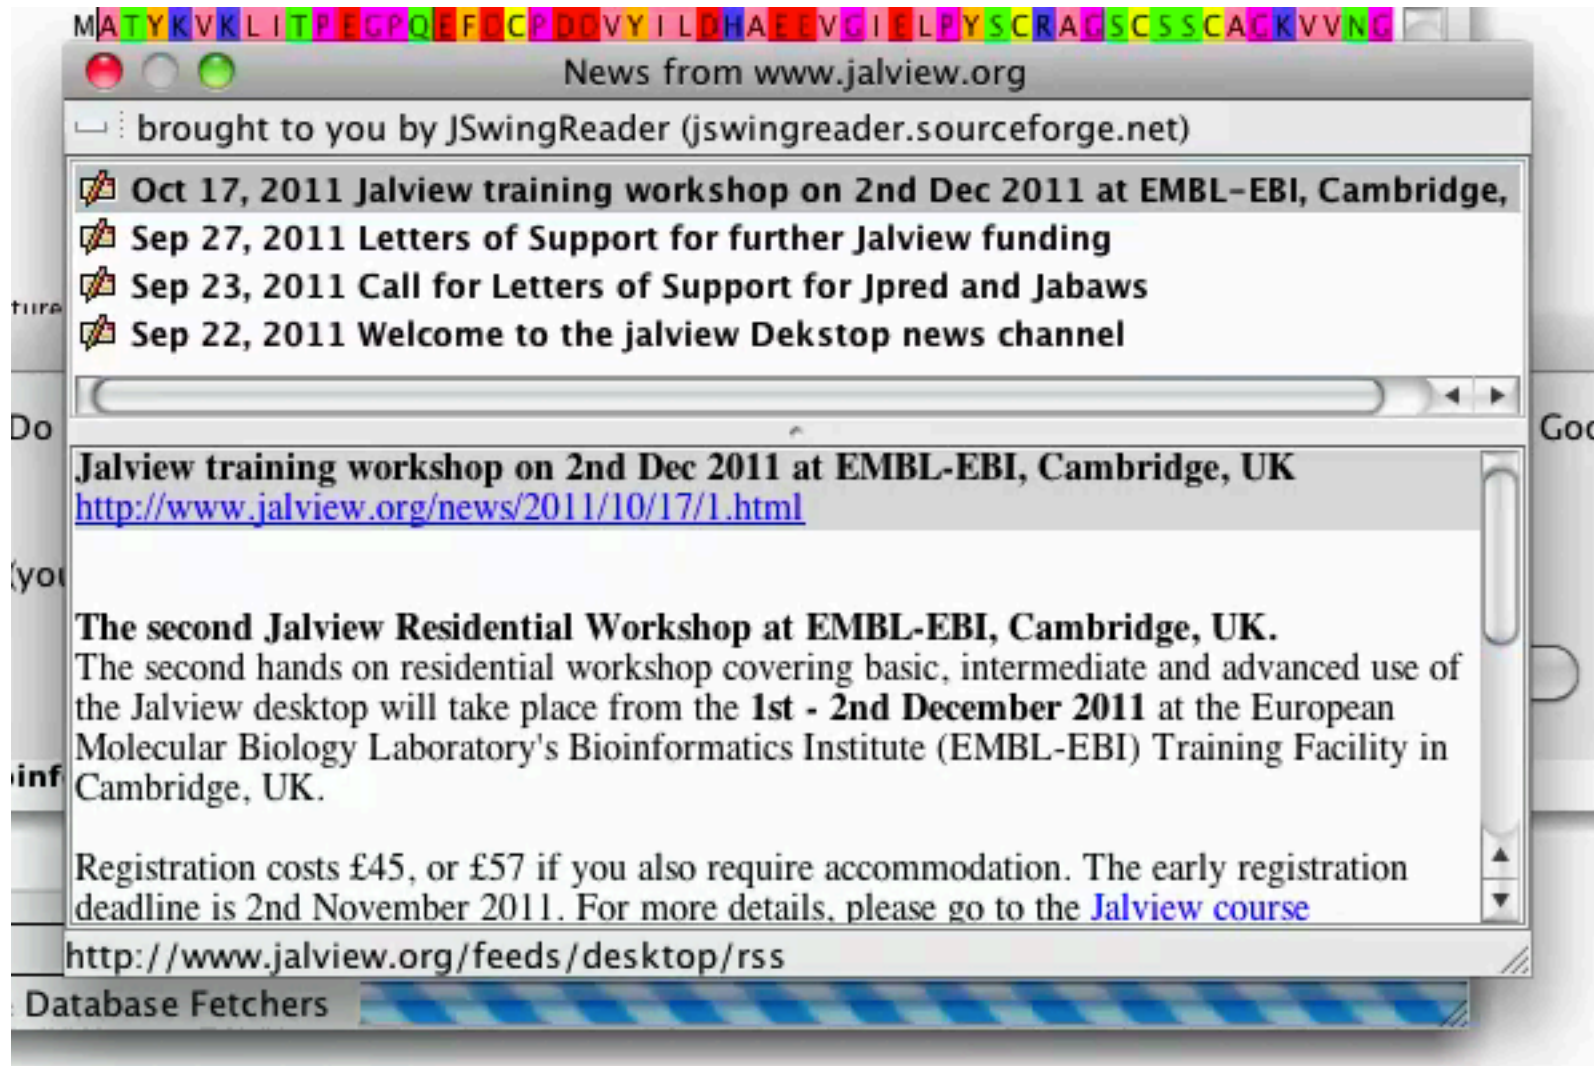 MATYKVKLITPEGPQEFDCPDDVYILDHAEEVGIELPYSCRAGSCSSCAGKVVNG
News from www.jalview.org
brought to you by JSwingReader (jswingreader.sourceforge.net)
Oct 17, 2011 Jalview training workshop on 2nd Dec 2011 at EMBL-EBI, Cambridge,
Sep 27, 2011 Letters of Support for further Jalview funding
Sep 23, 2011 Call for Letters of Support for Jpred and Jabaws
Sep 22, 2011 Welcome to the jalview Dekstop news channel
ture
Do
Goo
Jalview training workshop on 2nd Dec 2011 at EMBL-EBI, Cambridge, UK
http://www.jalview.org/news/2011/10/17/1.html
(you
The second Jalview Residential Workshop at EMBL-EBI, Cambridge, UK.
The second hands on residential workshop covering basic, intermediate and advanced use of
the Jalview desktop will take place from the 1st - 2nd December 2011 at the European
Molecular Biology Laboratory's Bioinformatics Institute (EMBL-EBI) Training Facility in
oinf
Cambridge, UK.
Registration costs £45, or £57 if you also require accommodation. The early registration
deadline is 2nd November 2011. For more details, please go to the Jalview course
http://www.jalview.org/feeds/desktop/rss
Database Fetchers